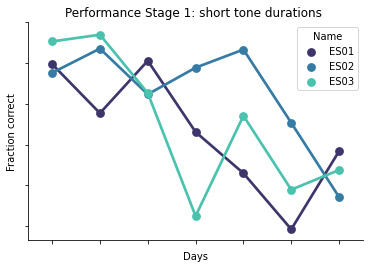 Performance Stage 1: short tone durations
Name
ES01
ES02
ES03
Fraction correct
Days